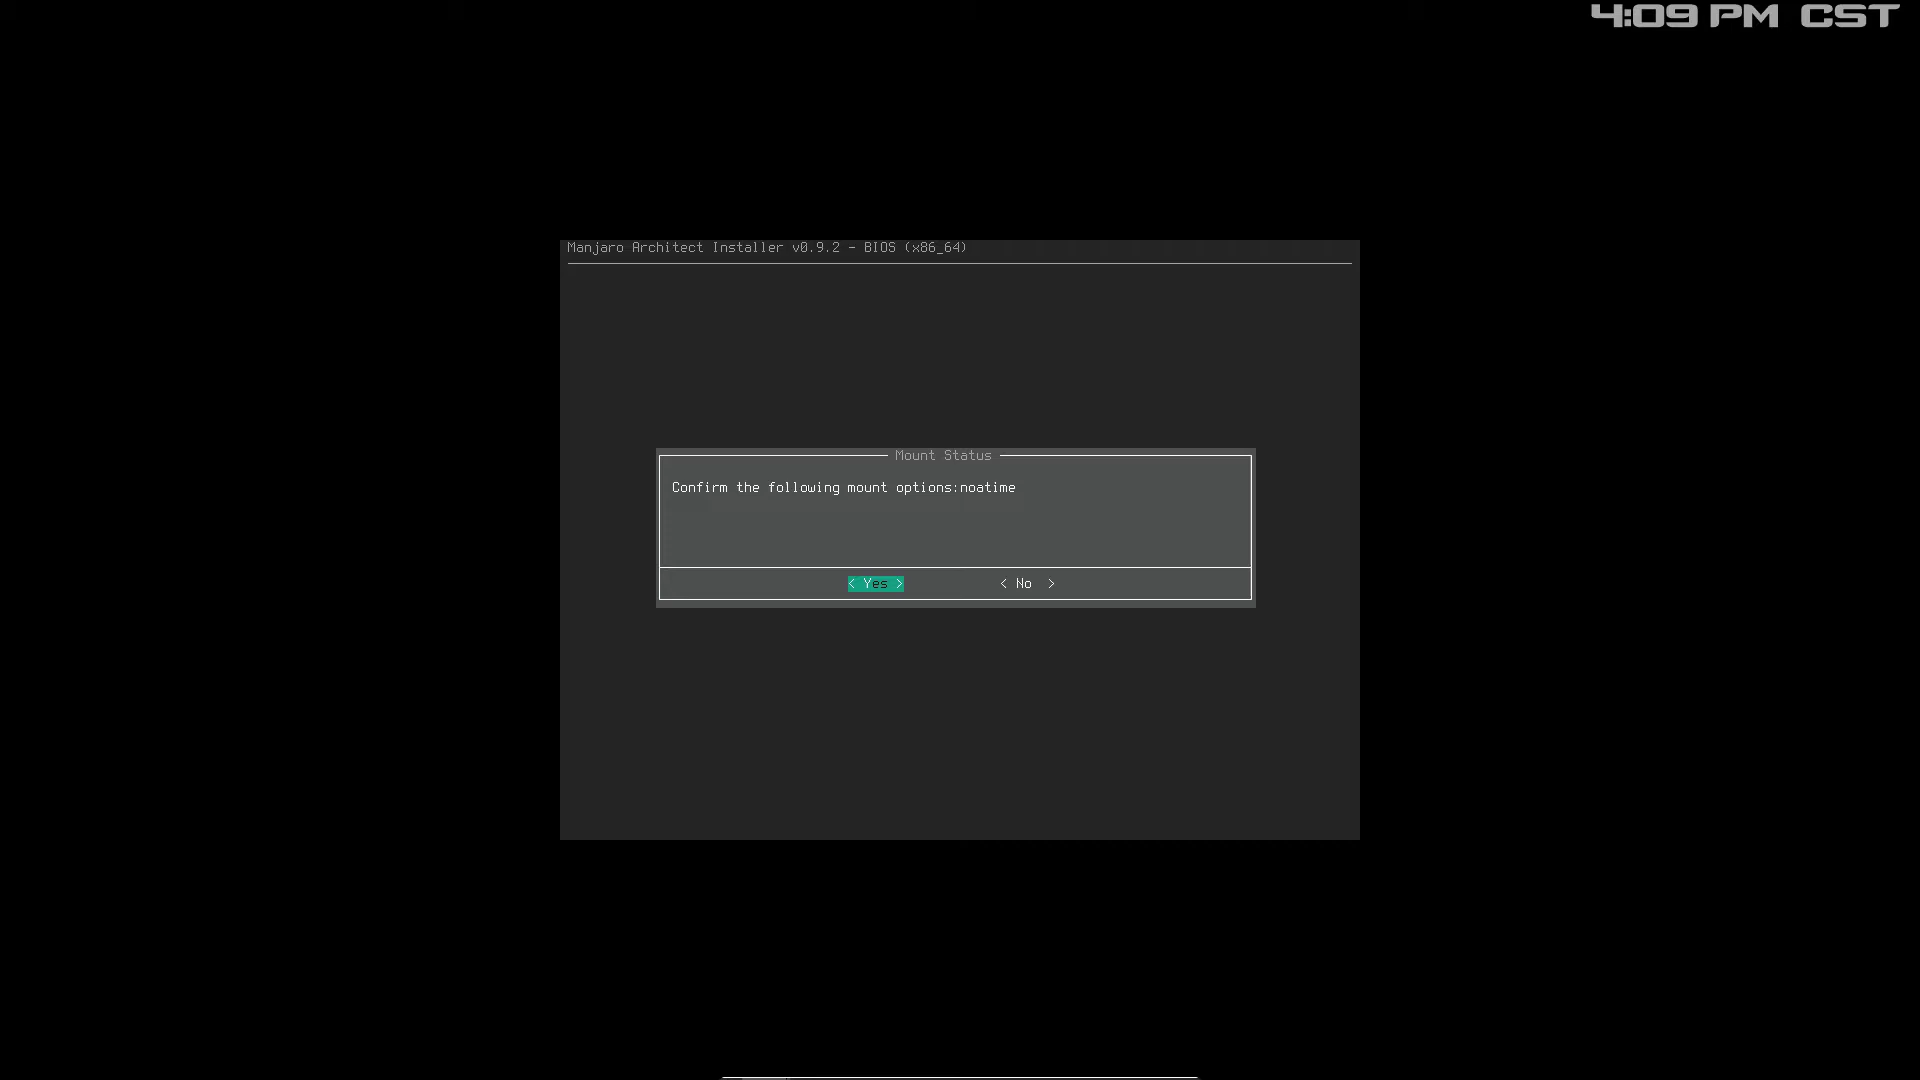 4:09 PM CST
Manjaro Architect Installer v0.9.2 - BIOS (x86_64)
Mount Status
Confirm the following mount options:noatime
< Yes > < No >